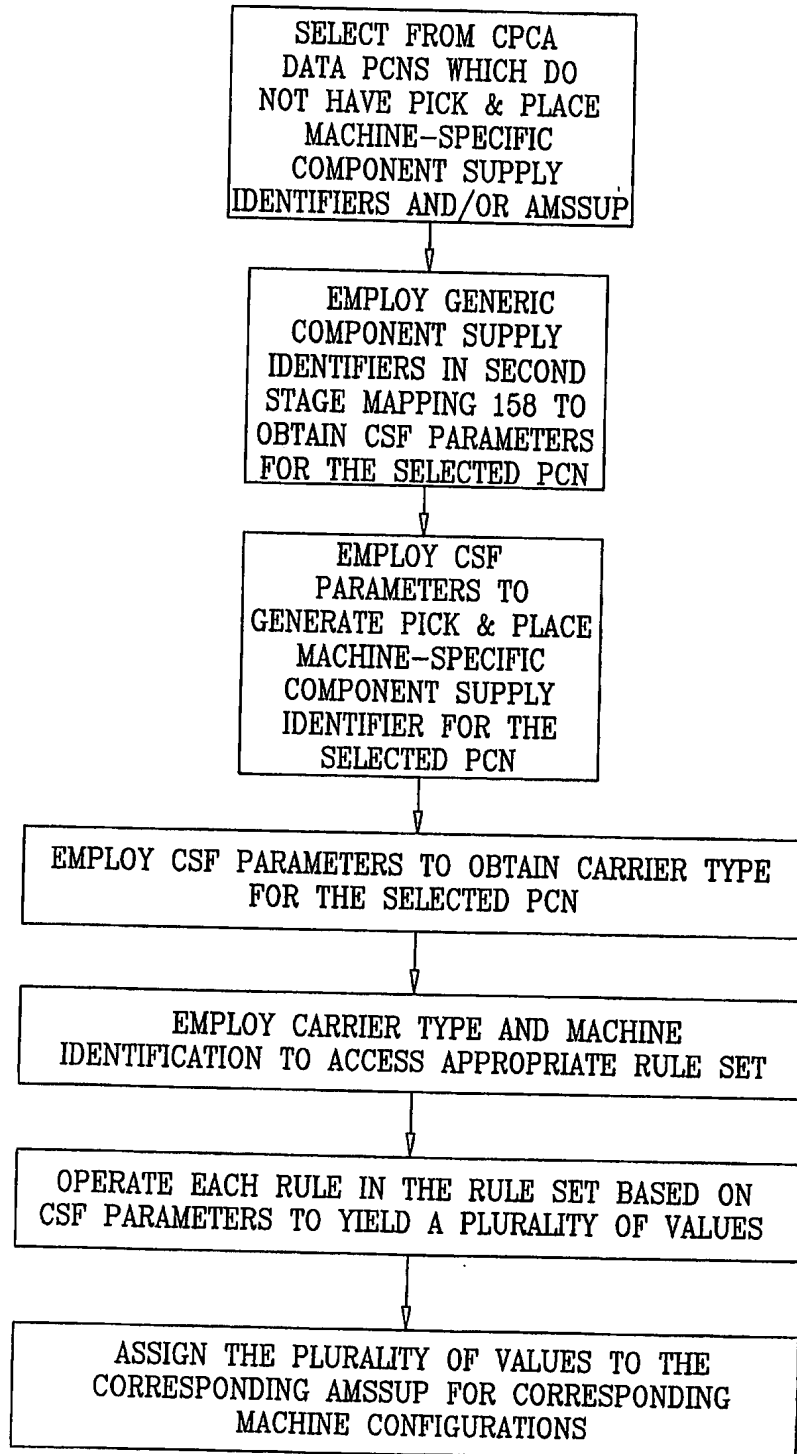 SELECT FROM CPCA
DATA PCNS WHICH DO
NOT HAVE PICK & PLACE
MACHINE-SPECIFIC
COMPONENT SUPPLY
IDENTIFIERS AND/OR AMSSUP
EMPLOY GENERIC
COMPONENT SUPPLY
IDENTIFIERS IN SECOND
STAGE MAPPING 158 TO
OBTAIN CSF PARAMETERS
FOR THE SELECTED PCN
EMPLOY CSF
PARAMETERS TO
GENERATE PICK & PLACE
MACHINE-SPECIFIC
COMPONENT SUPPLY
IDENTIFIER FOR THE
SELECTED PCN
EMPLOY CSF PARAMETERS TO OBTAIN CARRIER TYPE
FOR THE SELECTED PCN
EMPLOY CARRIER TYPE AND MACHINE
IDENTIFICATION TO ACCESS APPROPRIATE RULE SET
OPERATE EACH RULE IN THE RULE SET BASED ON
CSF PARAMETERS TO YIELD A PLURALITY OF VALUES
ASSIGN THE PLURALITY OF VALUES TO THE
CORRESPONDING AMSSUP FOR CORRESPONDING
MACHINE CONFIGURATIONS